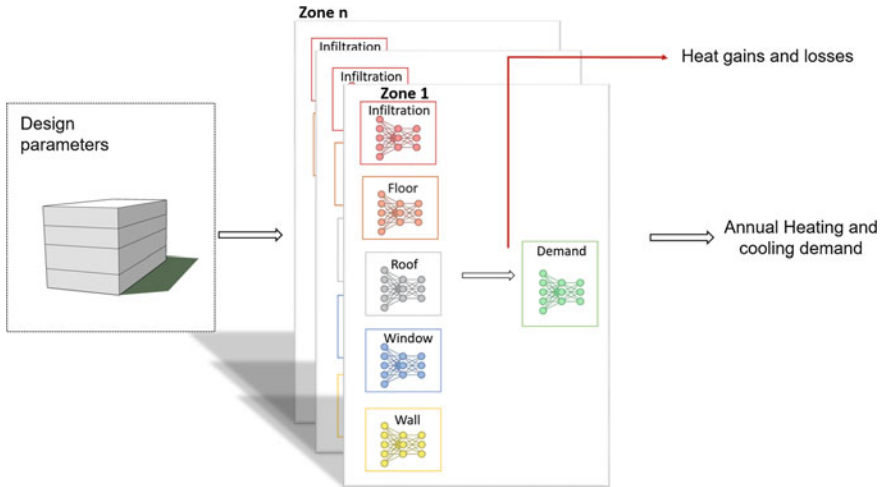 Zone n
Infiltration
Infiltration
Zone 1
Infiltration
Floor
Roof
Window
Wall
Demand
Design
parameters
Heat gains and losses
Annual Heating and
cooling demand